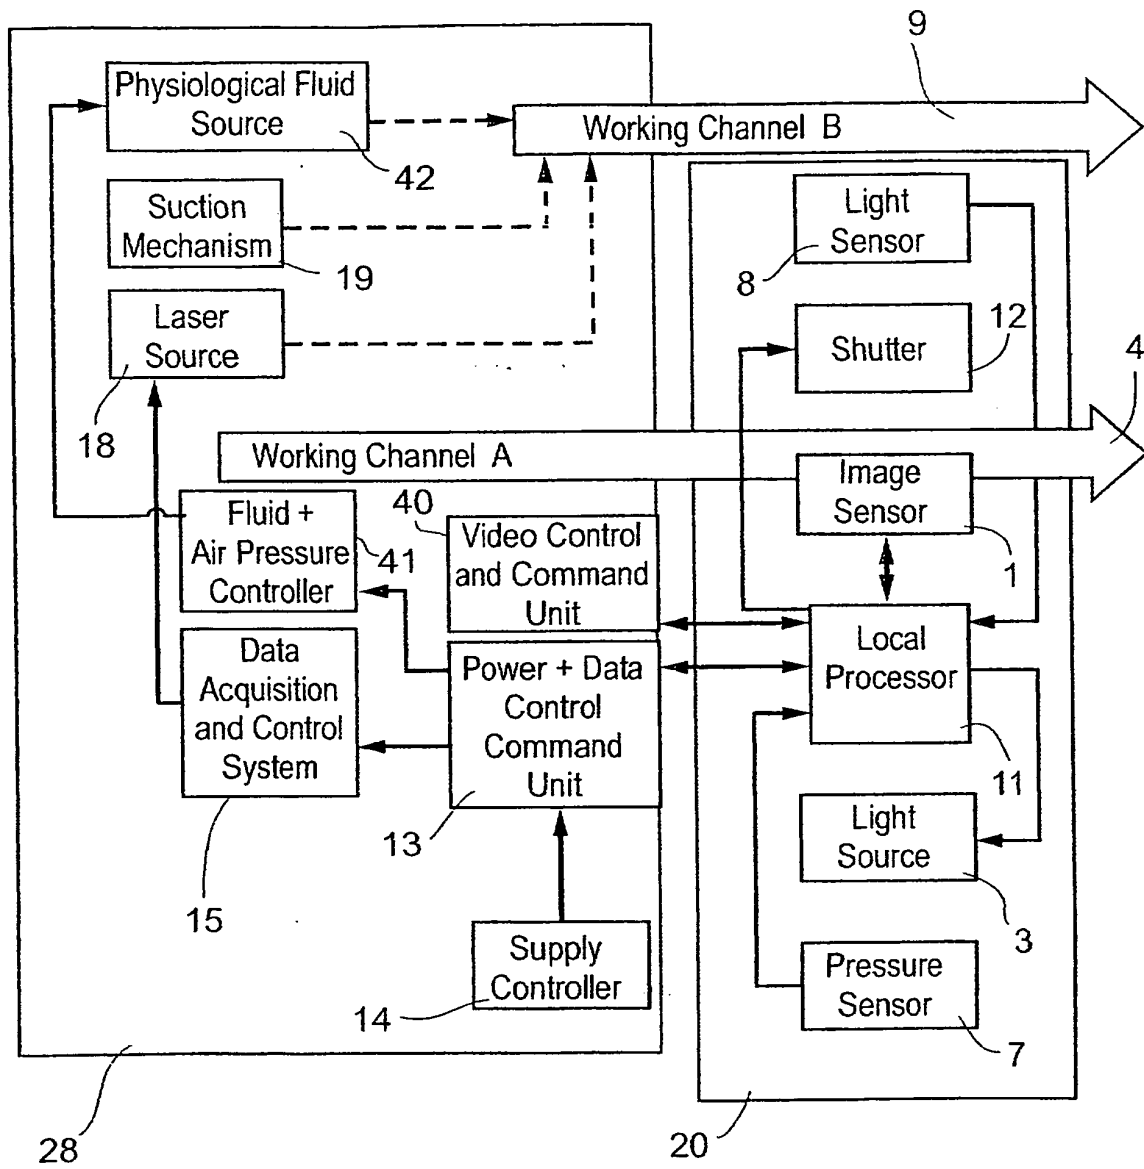 9
Physiological Fluid
Source
42
Working Channel B
Suction
Mechanism
19
Light
Sensor
8
Laser
Source
18
12
Shutter
4
Working Channel A
Image
Sensor
1
40
Fluid +
Air Pressure
Controller
41
Video Control
and Command
Unit
Local
Processor
11
Data
Acquisition
and Control
System
15
Power + Data
Control
Command
Unit
13
Light
Source
3
Supply
Controller
14
Pressure
Sensor
7
28
20